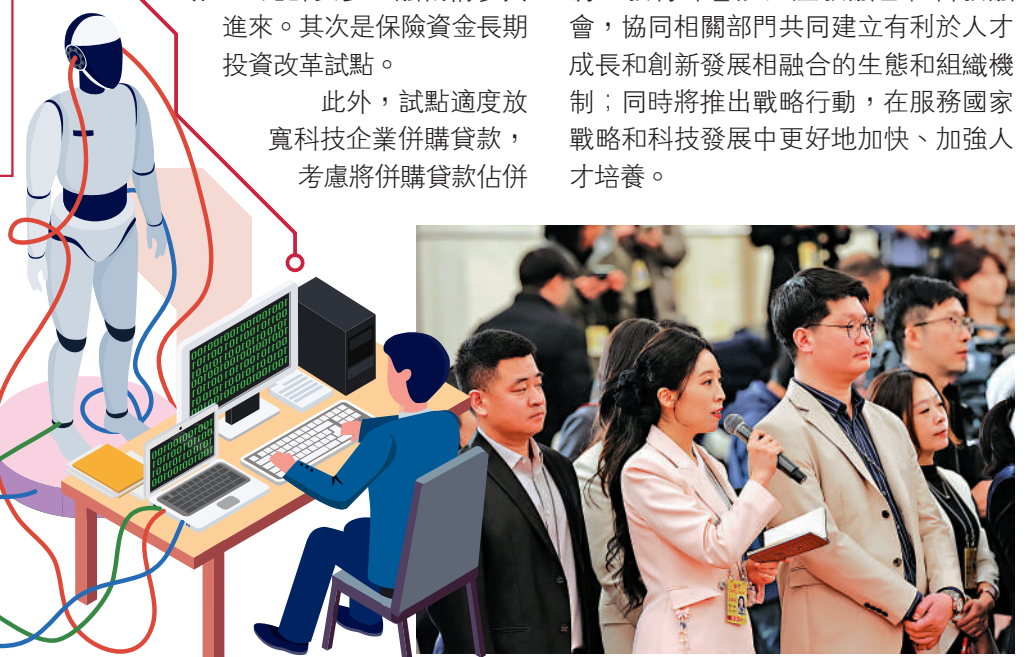 進來。其次是保險資金長期
投資改革試點。
此外，試點適度放
寬科技企業併購貸款，
考慮將併購貸款佔併
會，協同相關部門共同建立有利於人才
成長和創新發展相融合的生態和組織機
制；同時將推出戰略行動，在服務國家
戰略和科技發展中更好地加快、加強人
才培養。